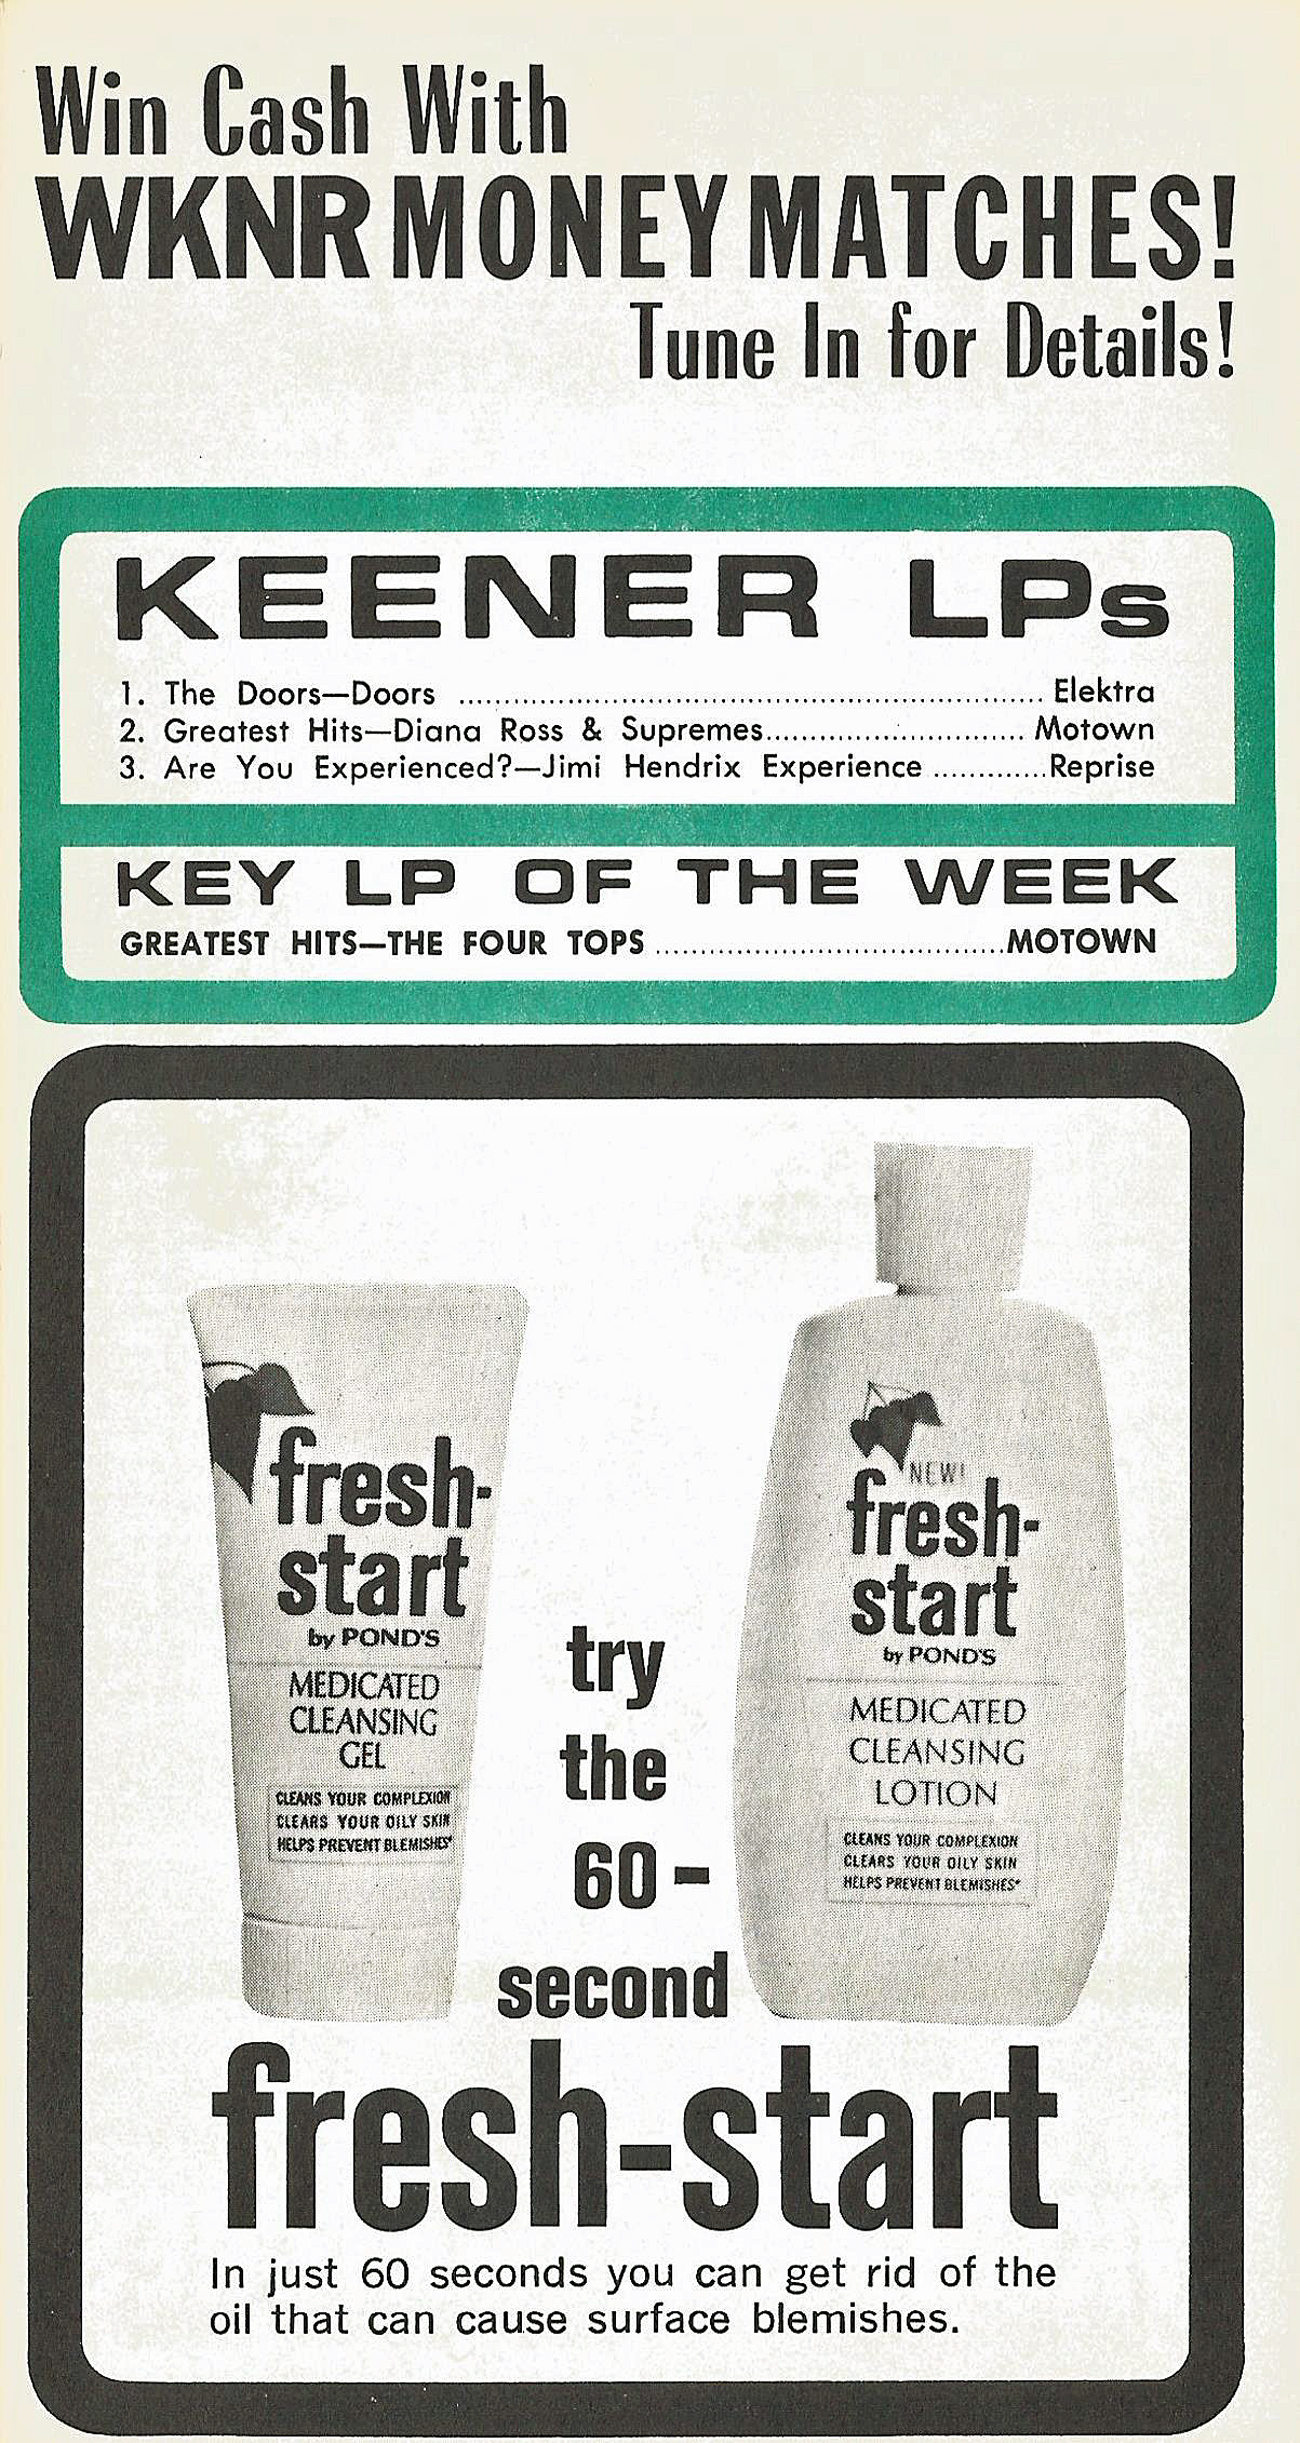 Win Cash With
WKNR MONEY MATCHES!
Tune In for Details!
KEENER LPs
1. The Doors—Doors ................................................................. Elektra
2. Greatest Hits—Diana Ross & Supremes............................. Motown
3. Are You Experienced?—Jimi Hendrix Experience .............Reprise
KEY LP OF THE WEEK
GREATEST HITS—THE FOUR TOPS ......................................MOTOWN
fresh-
start
by POND'S
MEDICATED
CLEANSING
GEL
CLEANS YOUR COMPLEXION
CLEARS YOUR OILY SKIN
HELPS PREVENT BLEMISHES*
NEW!
fresh-
start
by POND'S
MEDICATED
CLEANSING
LOTION
CLEANS YOUR COMPLEXION
CLEARS YOUR OILY SKIN
HELPS PREVENT BLEMISHES*
try
the
60-
second
fresh-start
In just 60 seconds you can get rid of the
oil that can cause surface blemishes.